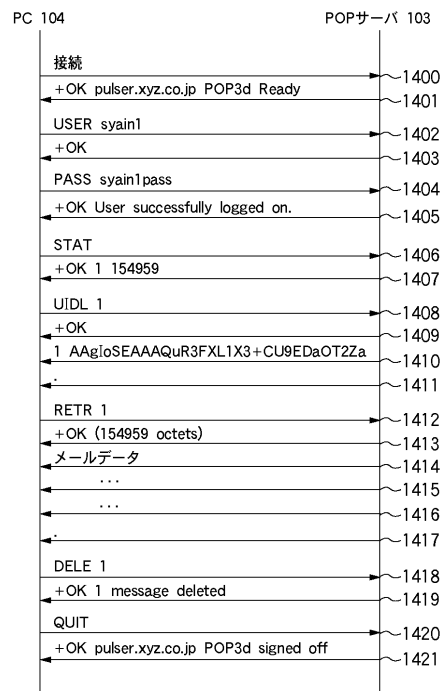 PC 104
POPサーバ 103
接続
1400
+OK pulser.xyz.co.jp POP3d Ready
1401
USER syain1
1402
+OK
1403
PASS syain1pass
1404
+OK User successfully logged on.
1405
STAT
1406
+OK 1 154959
1407
UIDL 1
1408
+OK
1409
1 AAgIoSEAAAQuR3FXL1X3+CU9EDaOT2Za
1410
.
1411
RETR 1
1412
+OK (154959 octets)
1413
メールデータ
1414
...
1415
...
1416
.
1417
DELE 1
1418
+OK 1 message deleted
1419
QUIT
1420
+OK pulser.xyz.co.jp POP3d signed off
1421